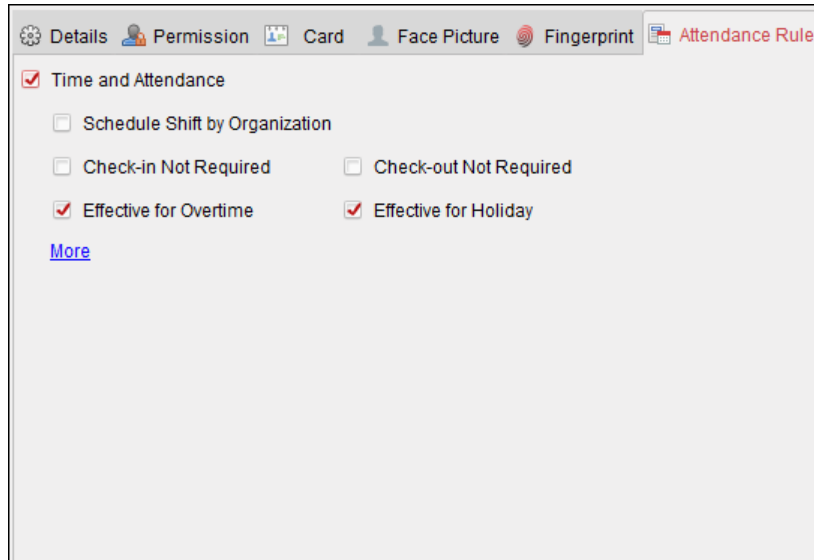 Details Permission Card Face Picture Fingerprint Attendance Rule
Time and Attendance
Schedule Shift by Organization
Check-in Not Required Check-out Not Required
Effective for Overtime Effective for Holiday
More